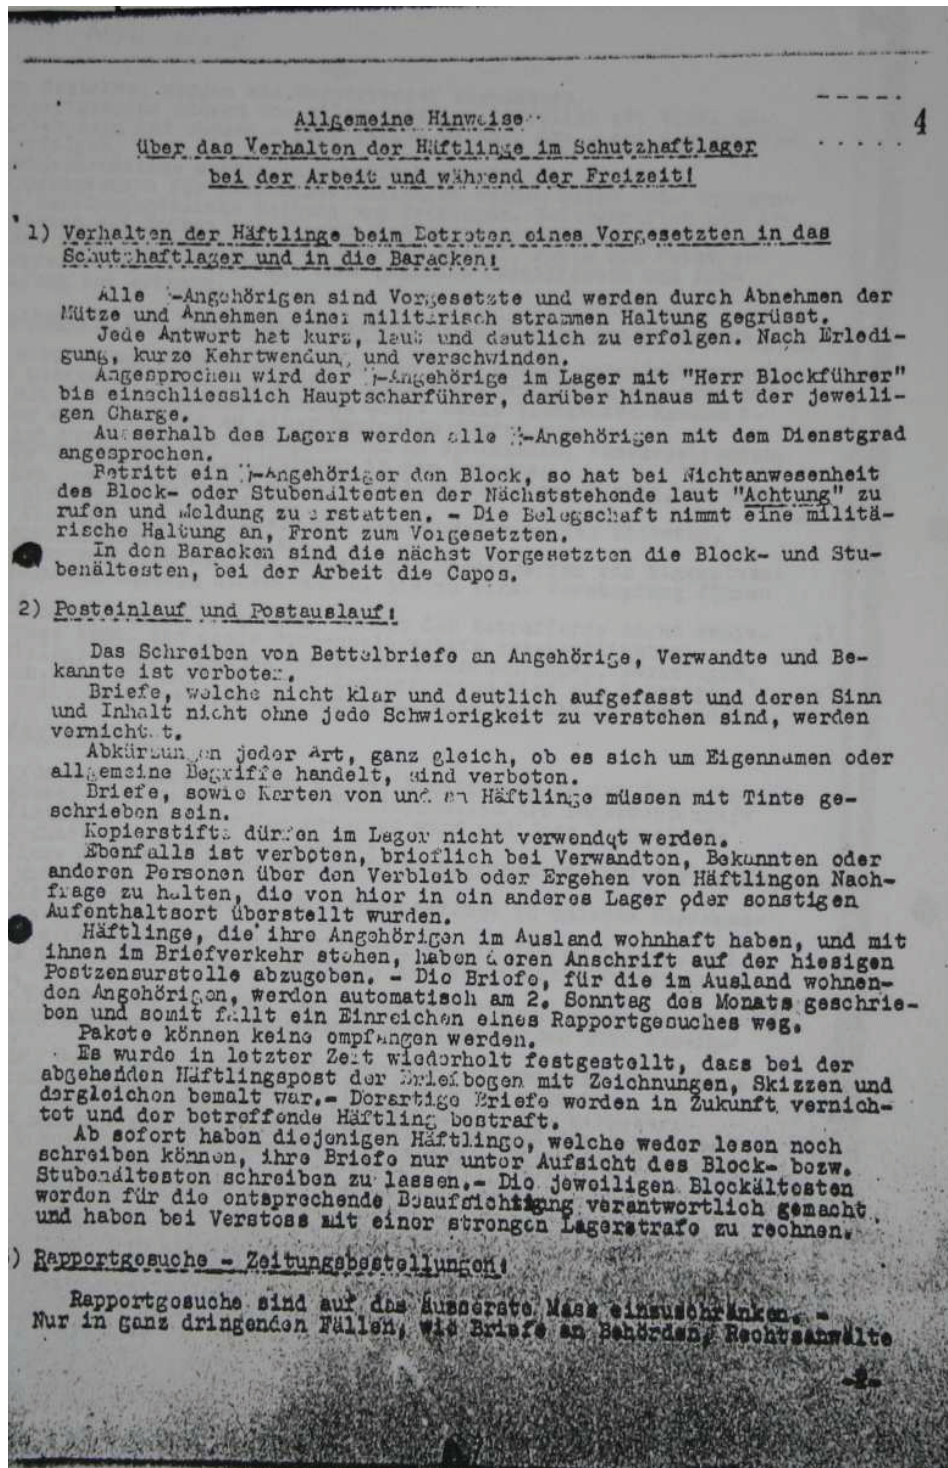 4
Allgemeine Hinweise
über das Verhalten der Häftlinge im Schutzhaftlager
bei der Arbeit und während der Freizeit!
1) Verhalten der Häftlinge beim Betreten eines Vorgesetzten in das
Schutzhaftlager und in die Baracken:
Alle -Angehörigen sind Vorgesetzte und werden durch Abnehmen der
Mütze und Annehmen einer militärisch strammen Haltung gegrüsst.
Jede Antwort hat kurz, laut und deutlich zu erfolgen. Nach Erledi-
gung, kurze Kehrtwendung und verschwinden.
Angesprochen wird der -Angehörige im Lager mit "Herr Blockführer"
bis einschliesslich Hauptscharführer, darüber hinaus mit der jeweili-
gen Charge.
Ausserhalb des Lagers werden alle -Angehörigen mit dem Dienstgrad
angesprochen.
Betritt ein -Angehöriger den Block, so hat bei Nichtanwesenheit
des Block- oder Stubenältesten der Nächststehende laut "Achtung" zu
rufen und Meldung zu erstatten. - Die Belegschaft nimmt eine militä-
rische Haltung an, Front zum Vorgesetzten.
In den Baracken sind die nächst Vorgesetzten die Block- und Stu-
benältesten, bei der Arbeit die Capos.
2) Posteinlauf und Postauslauf:
Das Schreiben von Bettelbriefe an Angehörige, Verwandte und Be-
kannte ist verboten.
Briefe, welche nicht klar und deutlich aufgefasst und deren Sinn
und Inhalt nicht ohne jede Schwierigkeit zu verstehen sind, werden
vernichtet.
Abkürzungen jeder Art, ganz gleich, ob es sich um Eigennamen oder
allgemeine Begriffe handelt, sind verboten.
Briefe, sowie Karten von und an Häftlinge müssen mit Tinte ge-
schrieben sein.
Kopierstifte dürfen im Lager nicht verwendet werden.
Ebenfalls ist verboten, brieflich bei Verwandten, Bekannten oder
anderen Personen über den Verbleib oder Ergehen von Häftlingen Nach-
frage zu halten, die von hier in ein anderes Lager oder sonstigen
Aufenthaltsort überstellt wurden.
Häftlinge, die ihre Angehörigen im Ausland wohnhaft haben, und mit
ihnen im Briefverkehr stehen, haben deren Anschrift auf der hiesigen
Postzensurstelle abzugeben. - Die Briefe, für die im Ausland wohnen-
den Angehörigen, werden automatisch am 2. Sonntag des Monats geschrie-
ben und somit fällt ein Einreichen eines Rapportgesuches weg.
Pakete können keine empfangen werden.
Es wurde in letzter Zeit wiederholt festgestellt, dass bei der
abgehenden Häftlingspost der Briefbogen mit Zeichnungen, Skizzen und
dergleichen bemalt war.- Derartige Briefe werden in Zukunft vernich-
tet und der betreffende Häftling bestraft.
Ab sofort haben diejenigen Häftlinge, welche weder lesen noch
schreiben können, ihre Briefe nur unter Aufsicht des Block- bezw.
Stubenältesten schreiben zu lassen.- Die jeweiligen Blockältesten
werden für die entsprechende Beaufsichtigung verantwortlich gemacht
und haben bei Verstoss mit einer strengen Lagerstrafe zu rechnen.
) Rapportgesuche - Zeitungsbestellungen:
Rapportgesuche sind auf das äusserste Mass einzuschränken. -
Nur in ganz dringenden Fällen, wie Briefe an Behörden, Rechtsanwälte
-2-